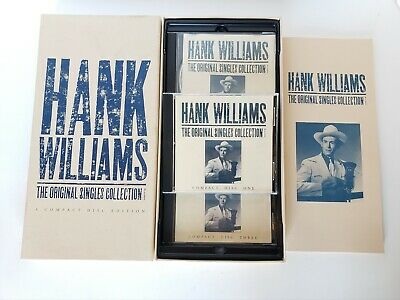 HANK
WILLIAMS
THE ORIGINAL SINGLES COLLECTION
A COMPACT DISC EDITION
HANK WILLIAMS
THE ORIGINAL SINGLES COLLECTION
HANK WILLIAMS
THE ORIGINAL SINGLES COLLECTION
COMPACT DISC ONE
COMPACT DISC THREE
HANK WILLIAMS
THE ORIGINAL SINGLES COLLECTION